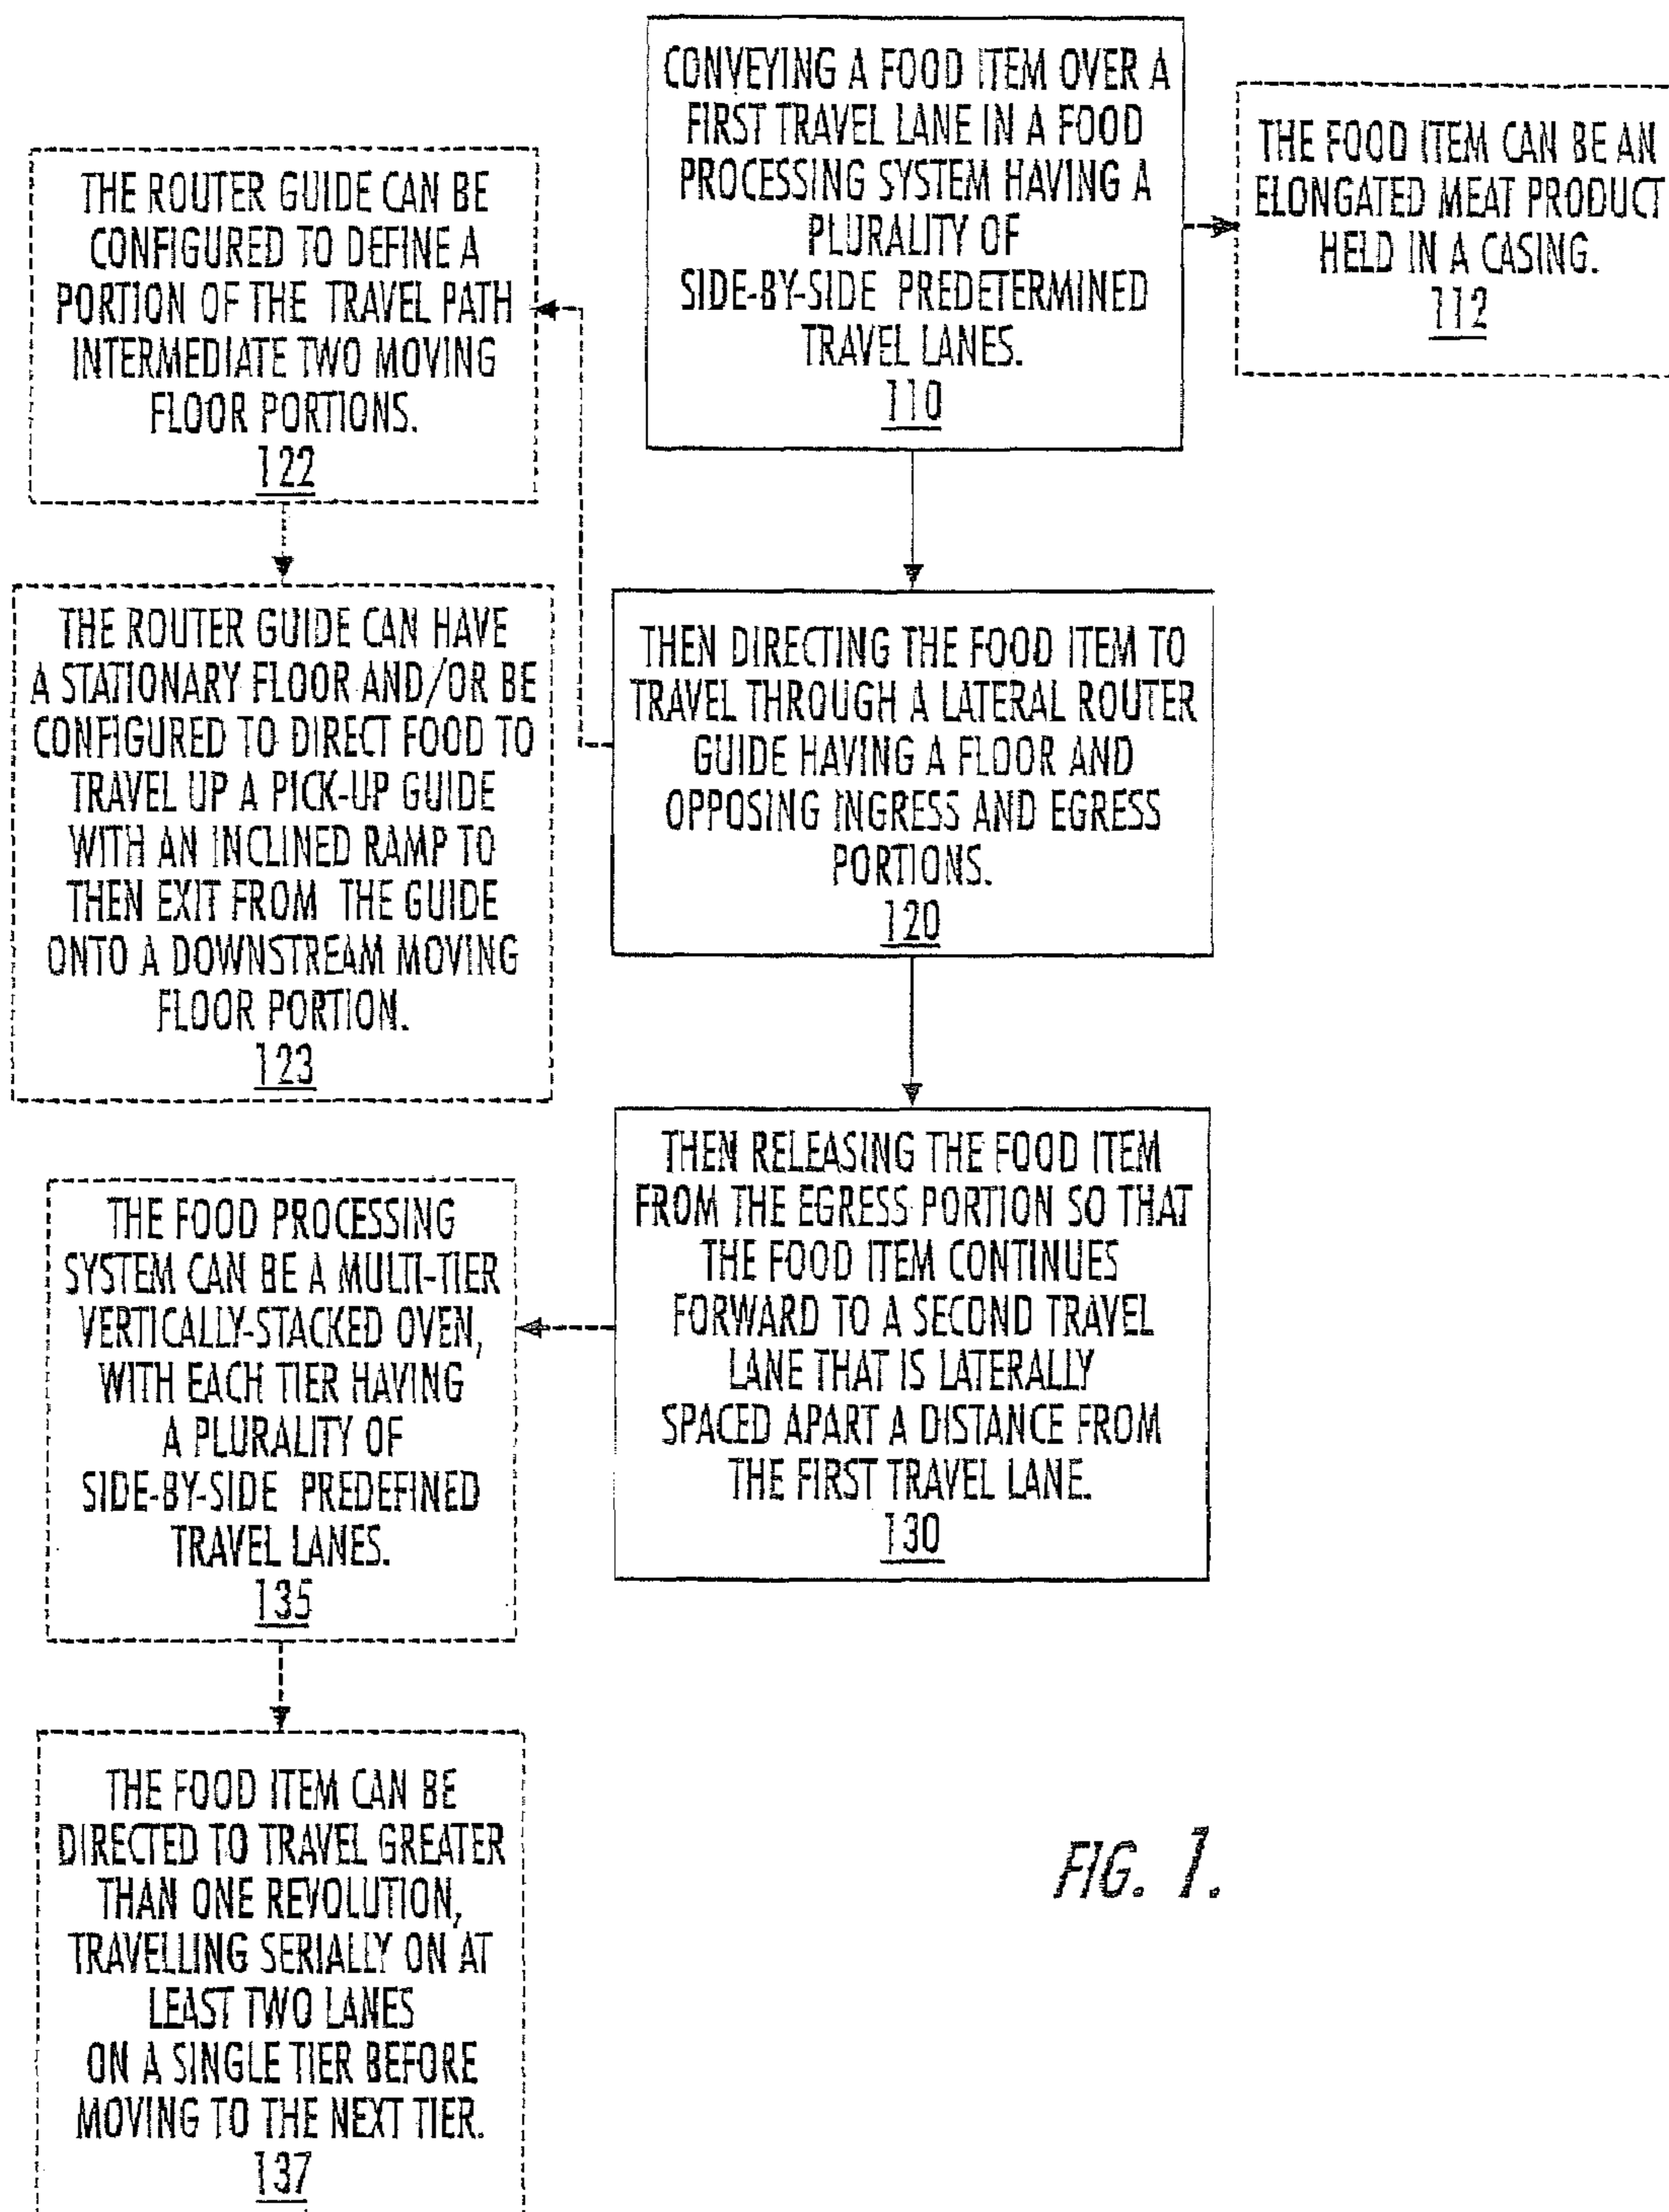 CONVEYING A FOOD ITEM OVER A
FIRST TRAVEL LANE IN A FOOD
PROCESSING SYSTEM HAVING A
PLURALITY OF
SIDE-BY-SIDE PREDETERMINED
TRAVEL LANES.
110
THE FOOD ITEM CAN BE AN
ELONGATED MEAT PRODUCT
HELD IN A CASING.
112
THE ROUTER GUIDE CAN BE
CONFIGURED TO DEFINE A
PORTION OF THE TRAVEL PATH
INTERMEDIATE TWO MOVING
FLOOR PORTIONS.
122
THE ROUTER GUIDE CAN HAVE
A STATIONARY FLOOR AND/OR BE
CONFIGURED TO DIRECT FOOD TO
TRAVEL UP A PICK-UP GUIDE
WITH AN INCLINED RAMP TO
THEN EXIT FROM THE GUIDE
ONTO A DOWNSTREAM MOVING
FLOOR PORTION.
123
THEN DIRECTING THE FOOD ITEM TO
TRAVEL THROUGH A LATERAL ROUTER
GUIDE HAVING A FLOOR AND
OPPOSING INGRESS AND EGRESS
PORTIONS.
120
THEN RELEASING THE FOOD ITEM
FROM THE EGRESS PORTION SO THAT
THE FOOD ITEM CONTINUES
FORWARD TO A SECOND TRAVEL
LANE THAT IS LATERALLY
SPACED APART A DISTANCE FROM
THE FIRST TRAVEL LANE.
130
THE FOOD PROCESSING
SYSTEM CAN BE A MULTI-TIER
VERTICALLY-STACKED OVEN,
WITH EACH TIER HAVING
A PLURALITY OF
SIDE-BY-SIDE PREDEFINED
TRAVEL LANES.
135
THE FOOD ITEM CAN BE
DIRECTED TO TRAVEL GREATER
THAN ONE REVOLUTION,
TRAVELLING SERIALLY ON AT
LEAST TWO LANES
ON A SINGLE TIER BEFORE
MOVING TO THE NEXT TIER.
137
FIG. 1.